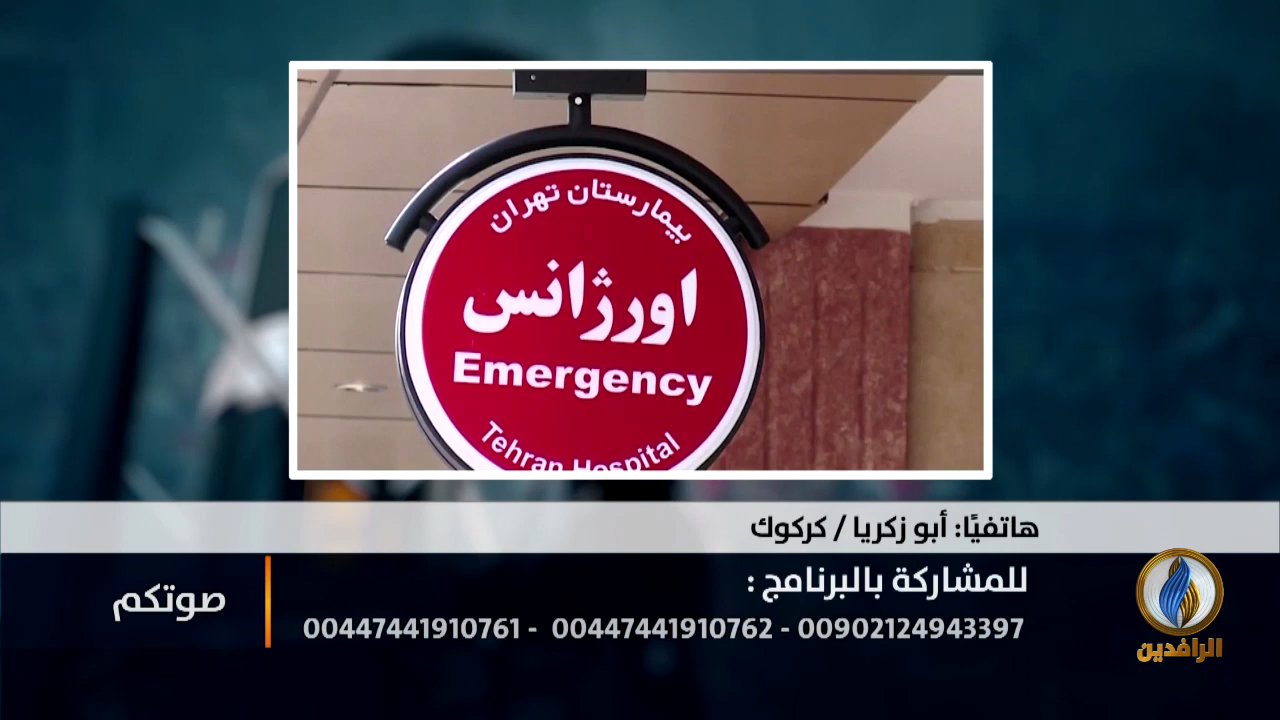 بیمارستان تهران
اورژانس
Emergency
Tehran Hospital
هاتفيًا: أبو زكريا / كركوك
للمشاركة بالبرنامج :
00447441910761 - 00447441910762 - 00902124943397
صوتكم
الرافدين